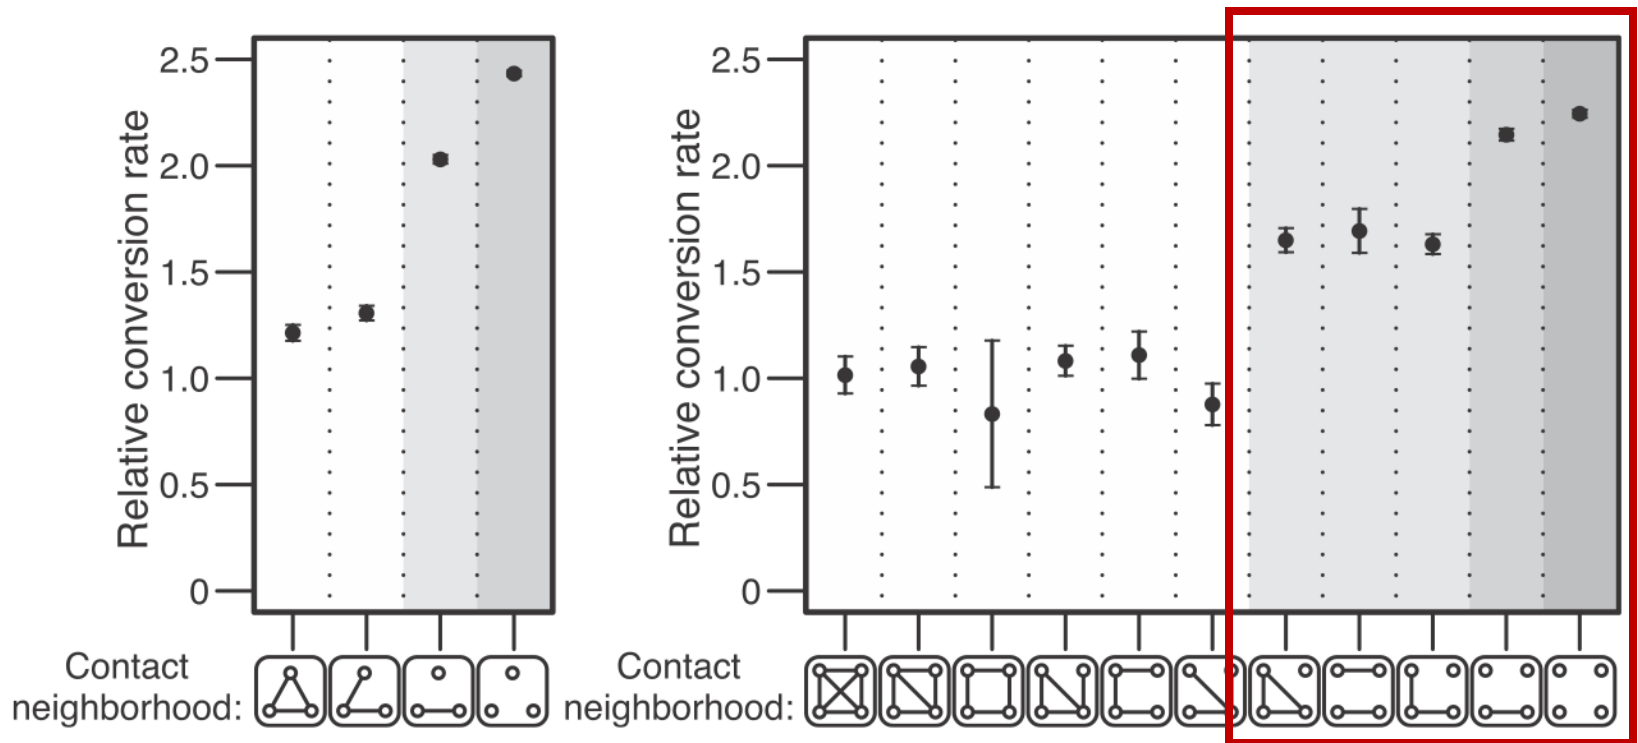 Relative conversion rate
2.5
2.0
1.5
1.0
0.5
0
Contact
neighborhood:
Relative conversion rate
2.5
2.0
1.5
1.0
0.5
0
Contact
neighborhood: